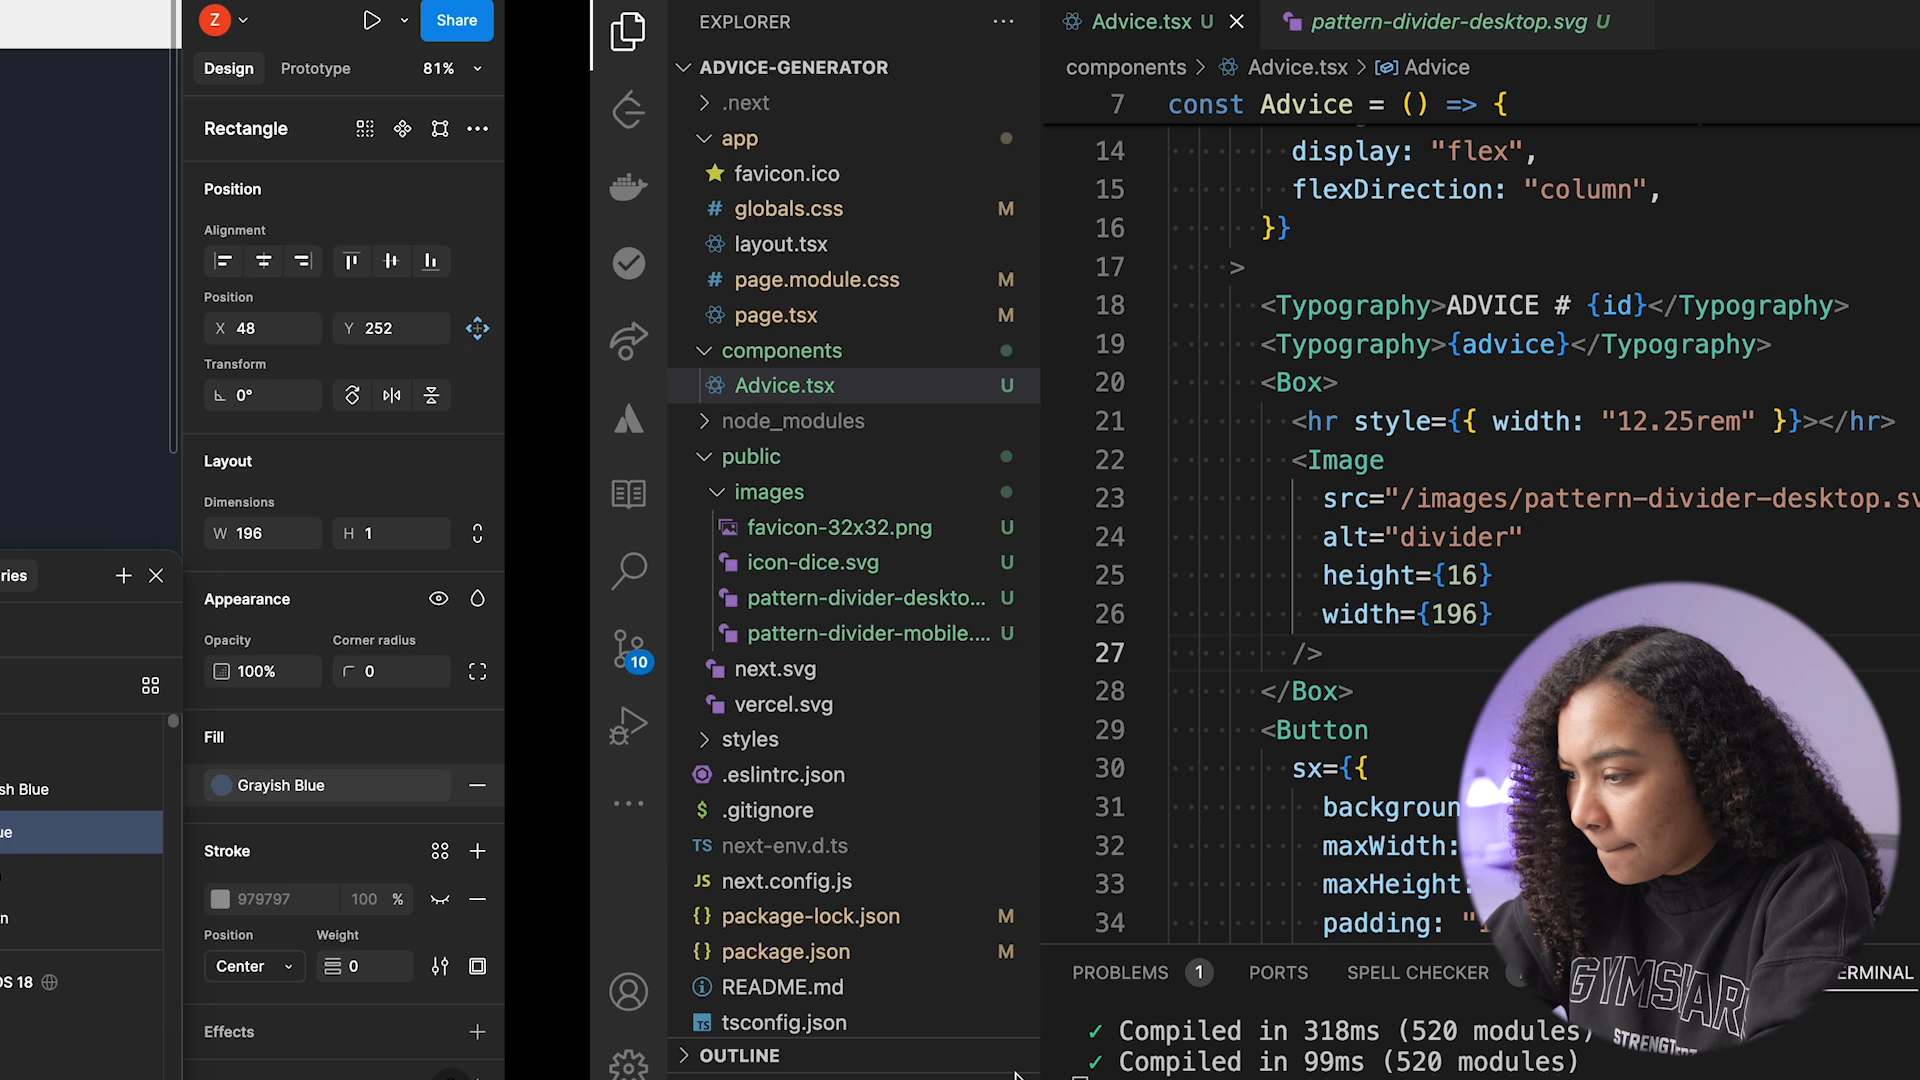 Z
Share
Design
Prototype
81%
Rectangle
Position
Alignment
Position
X 48
Y 252
Transform
0°
Layout
Dimensions
W 196
H 1
Appearance
Opacity
Corner radius
100%
0
Fill
Grayish Blue
Stroke
979797
100 %
Position
Weight
Center
0
Effects
ries
sh Blue
ue
n
OS 18
EXPLORER
ADVICE-GENERATOR
.next
app
favicon.ico
# globals.css M
layout.tsx
# page.module.css M
page.tsx M
components
Advice.tsx U
node_modules
public
images
favicon-32x32.png U
icon-dice.svg U
pattern-divider-deskto... U
pattern-divider-mobile.... U
next.svg
vercel.svg
styles
.eslintrc.json
$ .gitignore
TS next-env.d.ts
JS next.config.js
{} package-lock.json M
{} package.json M
README.md
TS tsconfig.json
OUTLINE
10
Advice.tsx U
pattern-divider-desktop.svg U
components > Advice.tsx > Advice
7 const Advice = () => {
14 display: "flex",
15 flexDirection: "column",
16 }}
17 >
18 <Typography>ADVICE # {id}</Typography>
19 <Typography>{advice}</Typography>
20 <Box>
21 <hr style={{ width: "12.25rem" }}></hr>
22 <Image
23 src="/images/pattern-divider-desktop.sv
24 alt="divider"
25 height={16}
26 width={196}
27 />
28 </Box>
29 <Button
30 sx={{
31 backgroun
32 maxWidth:
33 maxHeight:
34 padding: "1
PROBLEMS 1
PORTS
SPELL CHECKER
ERMINAL
✓ Compiled in 318ms (520 modules)
✓ Compiled in 99ms (520 modules)
GYMSHAR